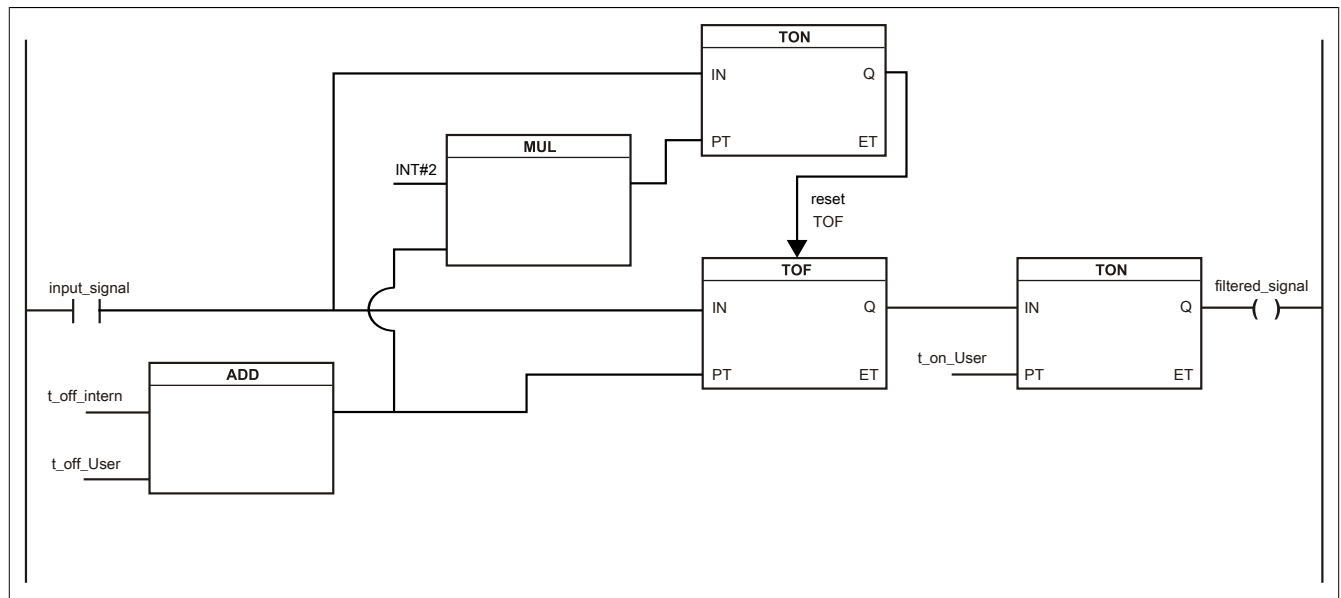 TON
IN Q
PT ET
MUL
INT#2
reset
TOF
input_signal
TOF
IN Q
PT ET
TON
IN Q
PT ET
t_on_User
filtered_signal
ADD
t_off_intern
t_off_User